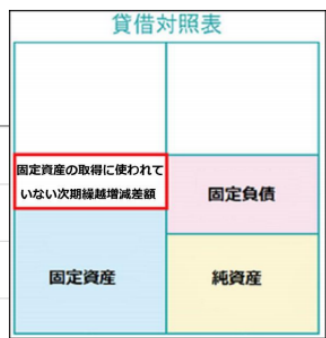 貸借対照表
固定資産の取得に使われて
いない次期繰越増減差額
固定負債
固定資産
純資産